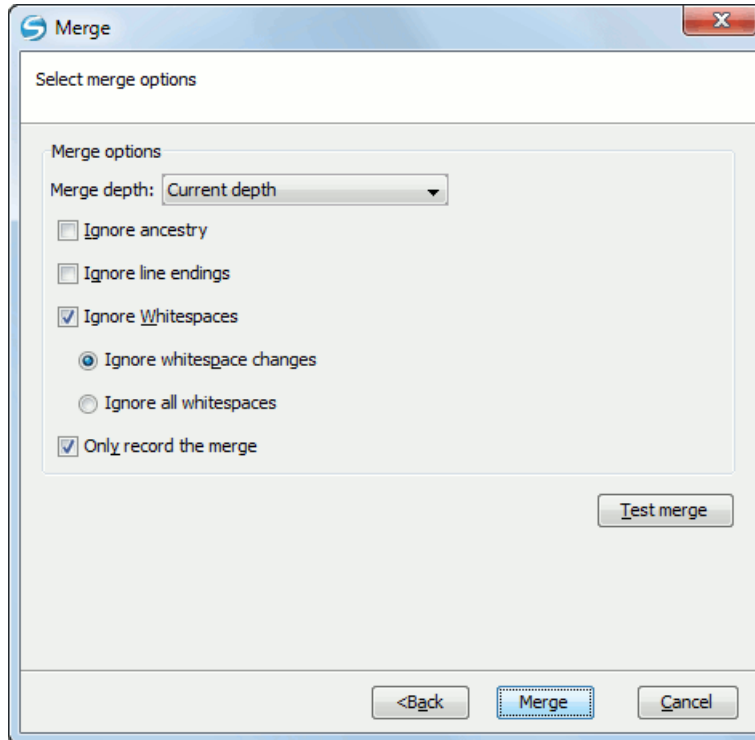 Merge
Select merge options
Merge options
Merge depth: Current depth
Ignore ancestry
Ignore line endings
Ignore Whitespaces
Ignore whitespace changes
Ignore all whitespaces
Only record the merge
Test merge
<Back Merge Cancel